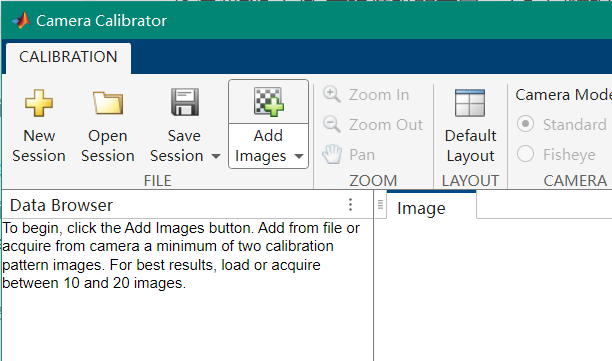 Camera Calibrator
CALIBRATION
New
Session
Open
Session
Save
Session
Add
Images
FILE
Zoom In
Zoom Out
Pan
ZOOM
Default
Layout
LAYOUT
Camera Mode
Standard
Fisheye
CAMERA
Data Browser
Image
To begin, click the Add Images button. Add from file or
acquire from camera a minimum of two calibration
pattern images. For best results, load or acquire
between 10 and 20 images.